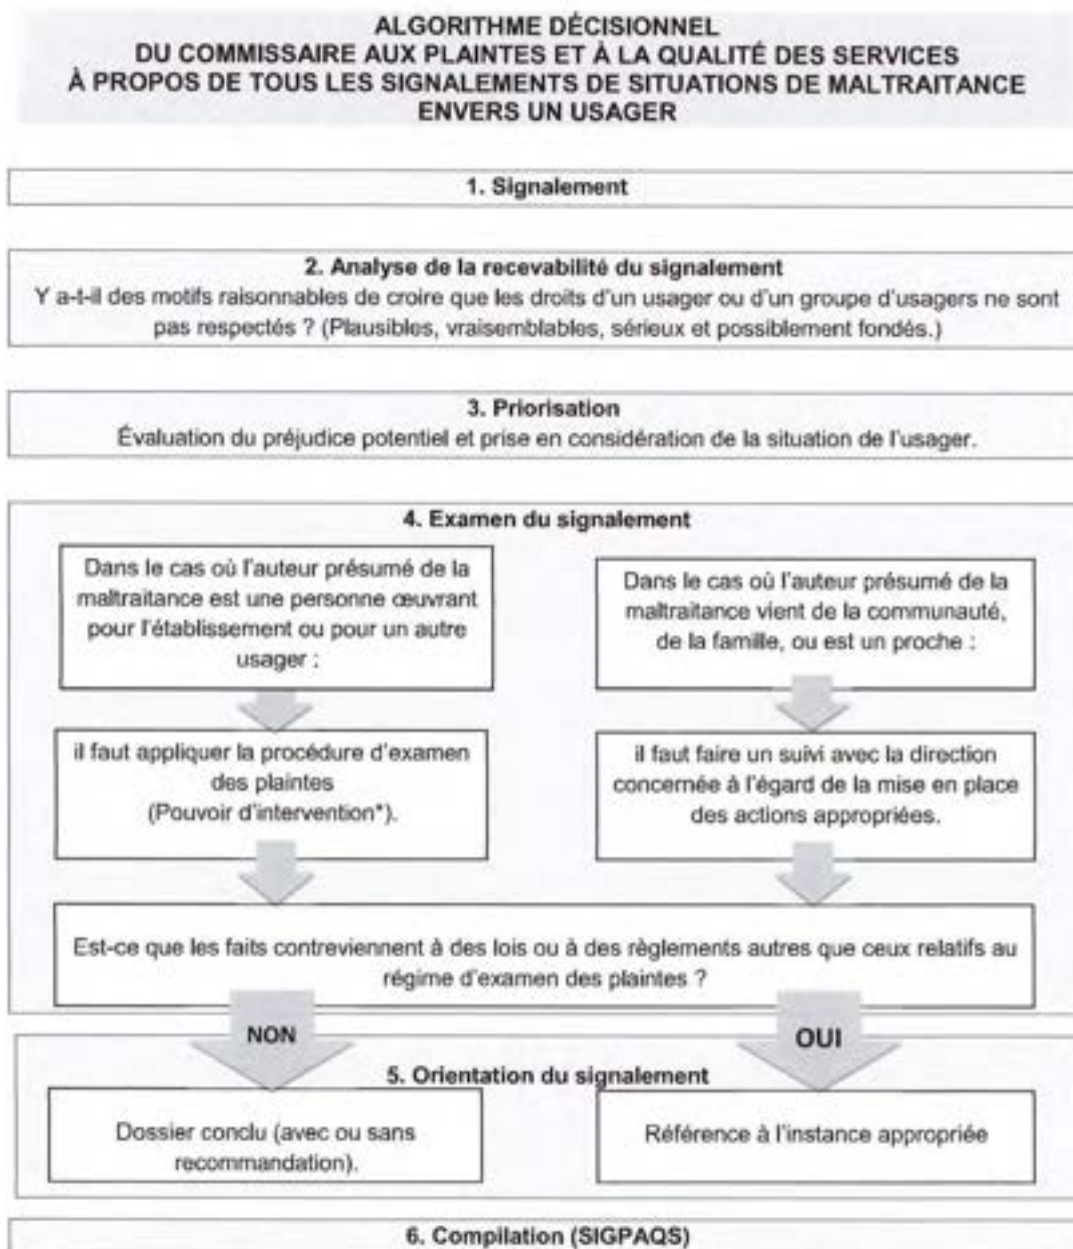 ALGORITHME DÉCISIONNEL
DU COMMISSAIRE AUX PLAINTES ET À LA QUALITÉ DES SERVICES
À PROPOS DE TOUS LES SIGNALEMENTS DE SITUATIONS DE MALTRAITANCE
ENVERS UN USAGER
1. Signalement
2. Analyse de la recevabilité du signalement
Y a-t-il des motifs raisonnables de croire que les droits d'un usager ou d'un groupe d'usagers ne sont
pas respectés ? (Plausibles, vraisemblables, sérieux et possiblement fondés.)
3. Priorisation
Évaluation du préjudice potentiel et prise en considération de la situation de l'usager.
4. Examen du signalement
Dans le cas où l'auteur présumé de la
maltraitance est une personne œuvrant
pour l'établissement ou pour un autre
usager :
il faut appliquer la procédure d'examen
des plaintes
(Pouvoir d'intervention*).
Dans le cas où l'auteur présumé de la
maltraitance vient de la communauté,
de la famille, ou est un proche :
il faut faire un suivi avec la direction
concernée à l'égard de la mise en place
des actions appropriées.
Est-ce que les faits contreviennent à des lois ou à des règlements autres que ceux relatifs au
régime d'examen des plaintes ?
NON
OUI
5. Orientation du signalement
Dossier conclu (avec ou sans
recommandation).
Référence à l'instance appropriée
6. Compilation (SIGPAQS)